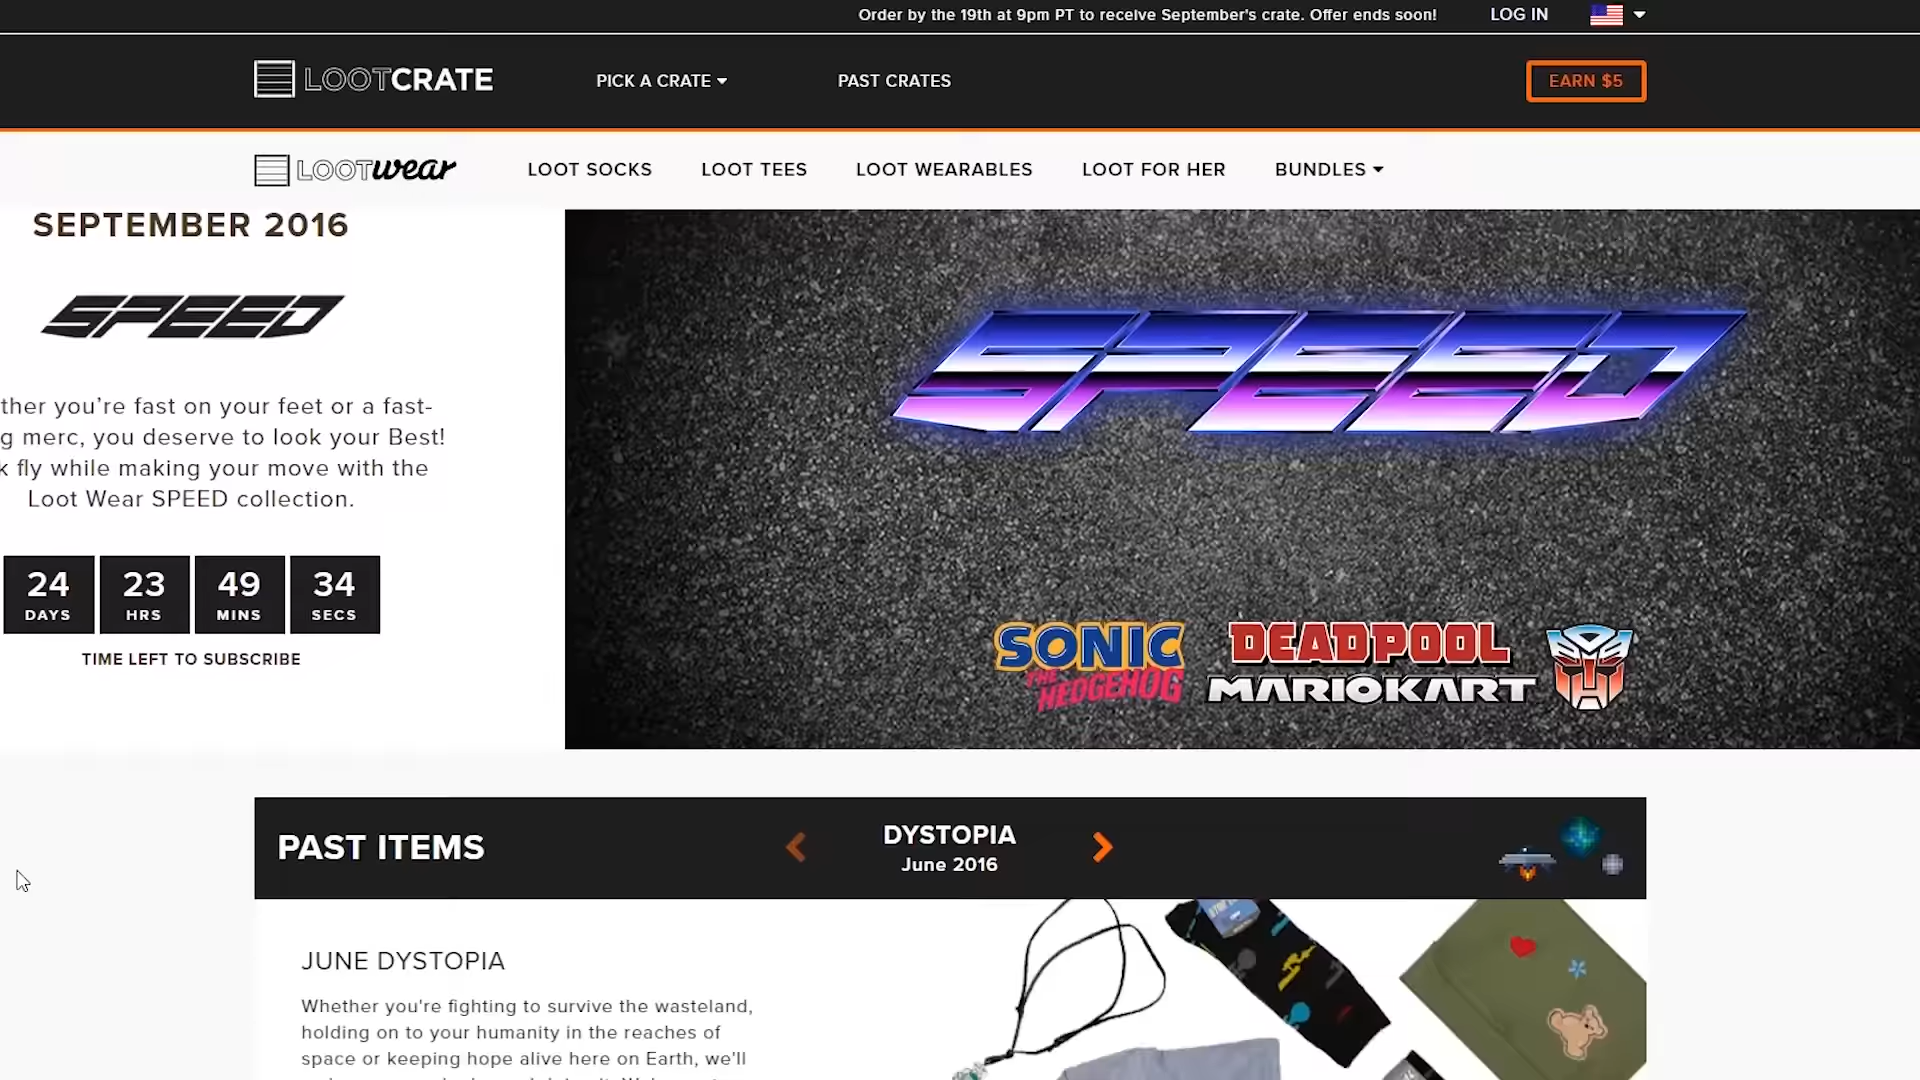 Order by the 19th at 9pm PT to receive September's crate. Offer ends soon!
LOG IN
LOOTCRATE
PICK A CRATE
PAST CRATES
EARN $5
LOOTwear
LOOT SOCKS
LOOT TEES
LOOT WEARABLES
LOOT FOR HER
BUNDLES
SEPTEMBER 2016
SPEED
ther you’re fast on your feet or a fast-
g merc, you deserve to look your Best!
k fly while making your move with the
Loot Wear SPEED collection.
24
DAYS
23
HRS
49
MINS
34
SECS
TIME LEFT TO SUBSCRIBE
SPEED
SONIC
THE
HEDGEHOG
DEADPOOL
MARIOKART
PAST ITEMS
DYSTOPIA
June 2016
JUNE DYSTOPIA
Whether you're fighting to survive the wasteland,
holding on to your humanity in the reaches of
space or keeping hope alive here on Earth, we'll